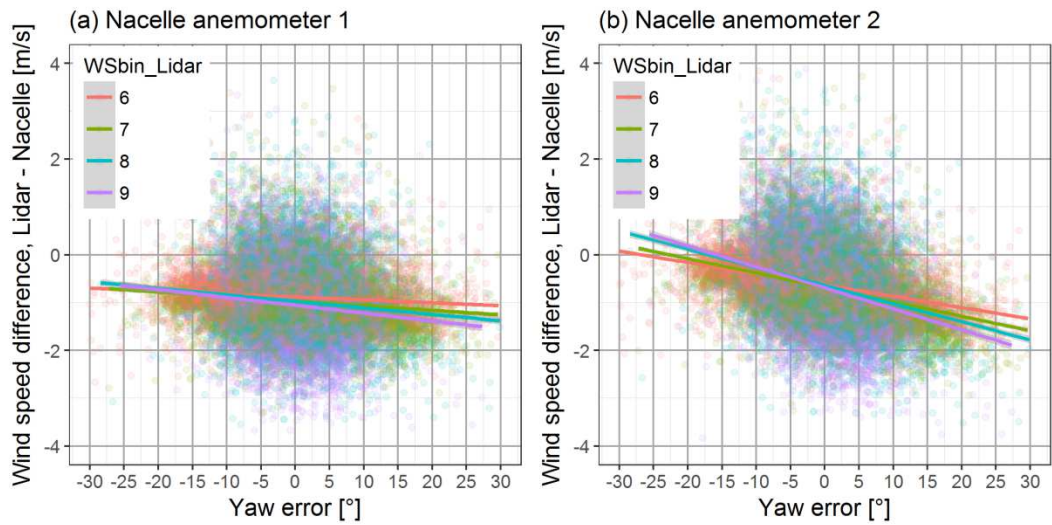 (a) Nacelle anemometer 1
Wind speed difference, Lidar - Nacelle [m/s]
WSbin_Lidar
6
7
8
9
4
2
0
-2
-4
-30 -25 -20 -15 -10 -5 0 5 10 15 20 25 30
Yaw error [°]
(b) Nacelle anemometer 2
Wind speed difference, Lidar - Nacelle [m/s]
WSbin_Lidar
6
7
8
9
4
2
0
-2
-4
-30 -25 -20 -15 -10 -5 0 5 10 15 20 25 30
Yaw error [°]